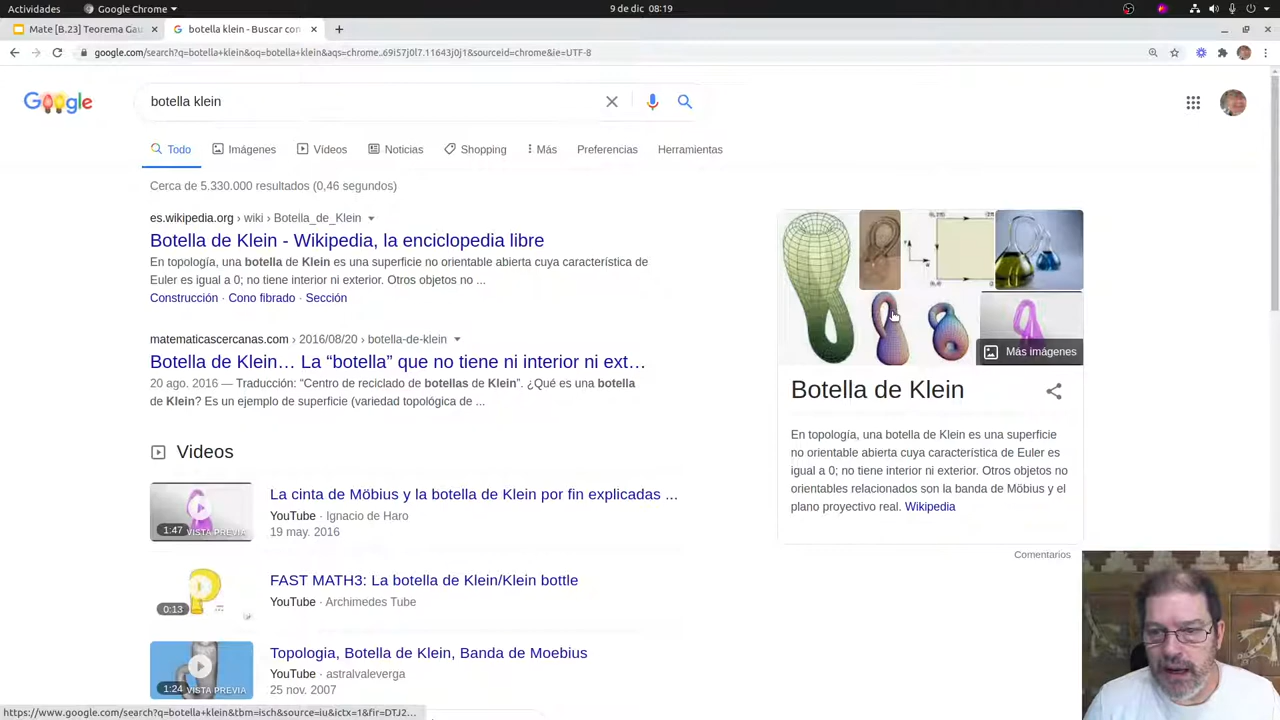 Actividades
Google Chrome
9 de dic 08:19
Mate [B.23] Teorema Gau
botella klein - Buscar con
google.com/search?q=botella+klein&oq=botella+klein&aqs=chrome..69i57j0l7.11643j0j1&sourceid=chrome&ie=UTF-8
Google
botella klein
Todo
Imágenes
Vídeos
Noticias
Shopping
Más
Preferencias
Herramientas
Cerca de 5.330.000 resultados (0,46 segundos)
es.wikipedia.org › wiki › Botella_de_Klein
Botella de Klein - Wikipedia, la enciclopedia libre
En topología, una botella de Klein es una superficie no orientable abierta cuya característica de
Euler es igual a 0; no tiene interior ni exterior. Otros objetos no ...
Construcción · Cono fibrado · Sección
matematicascercanas.com › 2016/08/20 › botella-de-klein
Botella de Klein… La “botella” que no tiene ni interior ni ext…
20 ago. 2016 — Traducción: “Centro de reciclado de botellas de Klein”. ¿Qué es una botella
de Klein? Es un ejemplo de superficie (variedad topológica de ...
Videos
La cinta de Möbius y la botella de Klein por fin explicadas ...
YouTube · Ignacio de Haro
19 may. 2016
1:47 VISTA PREVIA
FAST MATH3: La botella de Klein/Klein bottle
YouTube · Archimedes Tube
0:13
Topologia, Botella de Klein, Banda de Moebius
YouTube · astralvaleverga
25 nov. 2007
1:24 VISTA PREVIA
Más imágenes
Botella de Klein
En topología, una botella de Klein es una superficie
no orientable abierta cuya característica de Euler es
igual a 0; no tiene interior ni exterior. Otros objetos no
orientables relacionados son la banda de Möbius y el
plano proyectivo real. Wikipedia
Comentarios
https://www.google.com/search?q=botella+klein&tbm=isch&source=iu&ictx=1&fir=DTJ2...